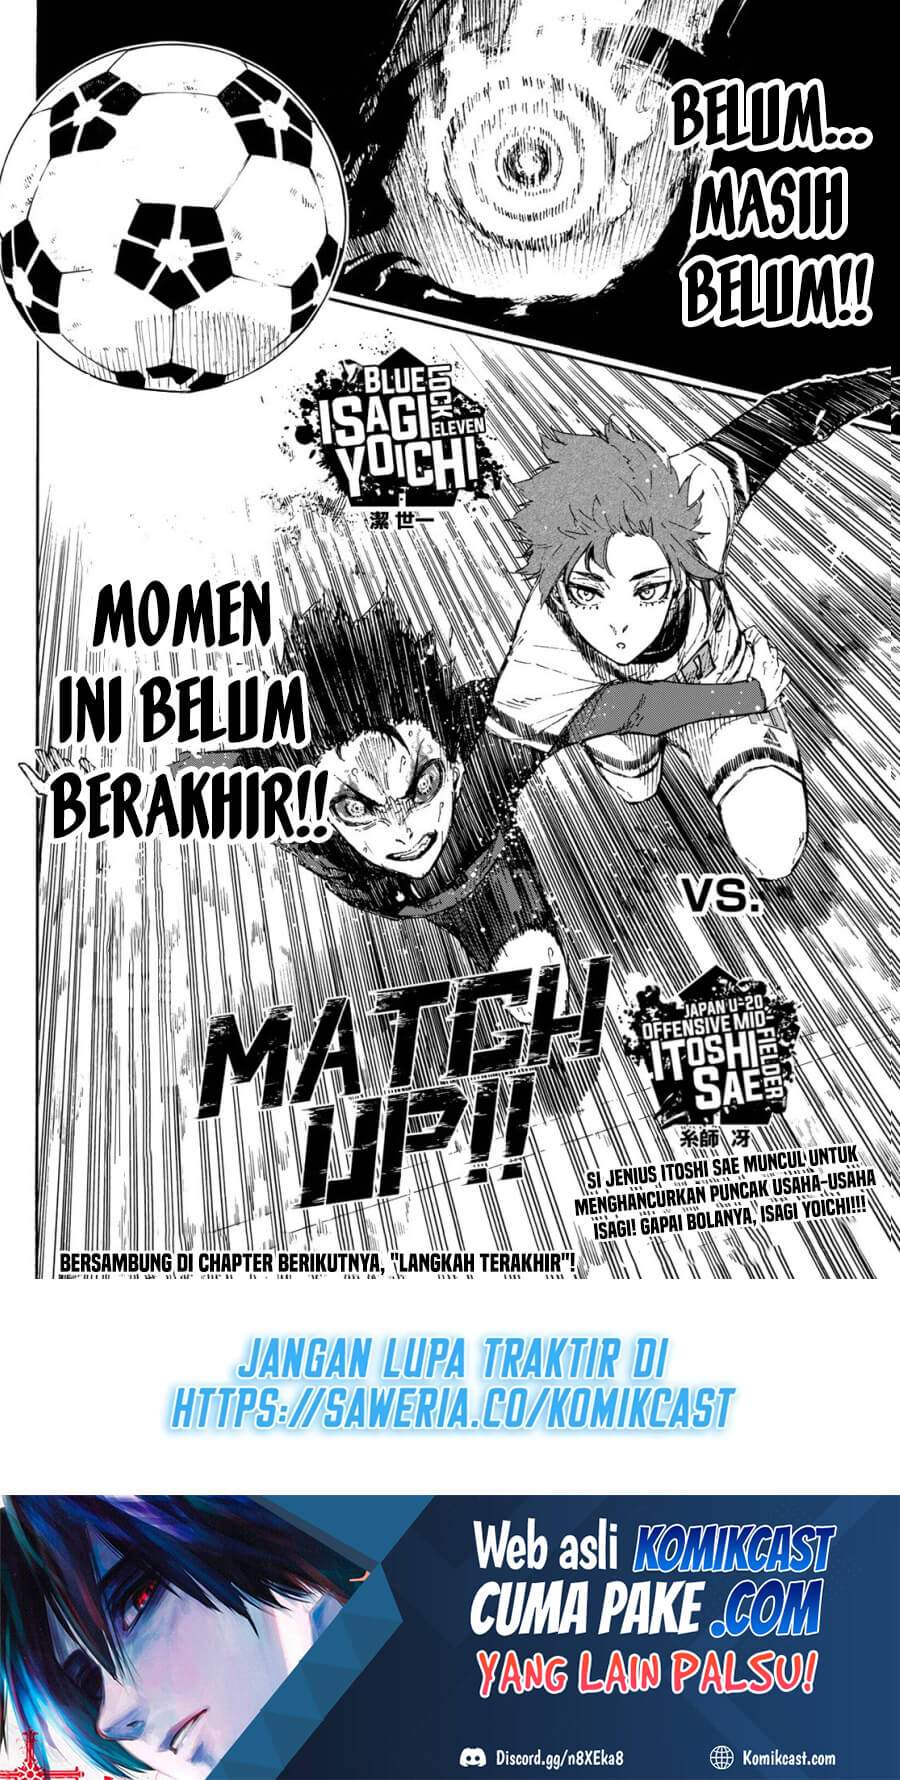 BELUM...
MASIH
BELUM!!
BLUE LOCK
ISAGI ELEVEN
YOICHI
潔 世一
MOMEN
INI BELUM
BERAKHIR!!
VS.
MATCH
UP!!
JAPAN U-20
OFFENSIVE MID-FIELDER
ITOSHI
SAE
糸師 冴
SI JENIUS ITOSHI SAE MUNCUL UNTUK
MENGHANCURKAN PUNCAK USAHA-USAHA
ISAGI! GAPAI BOLANYA, ISAGI YOICHI!!!
BERSAMBUNG DI CHAPTER BERIKUTNYA, "LANGKAH TERAKHIR"!
JANGAN LUPA TRAKTIR DI
HTTPS://SAWERIA.CO/KOMIKCAST
Web asli KOMIKCAST
CUMA PAKE .COM
YANG LAIN PALSU!
Discord.gg/n8XEka8
Komikcast.com